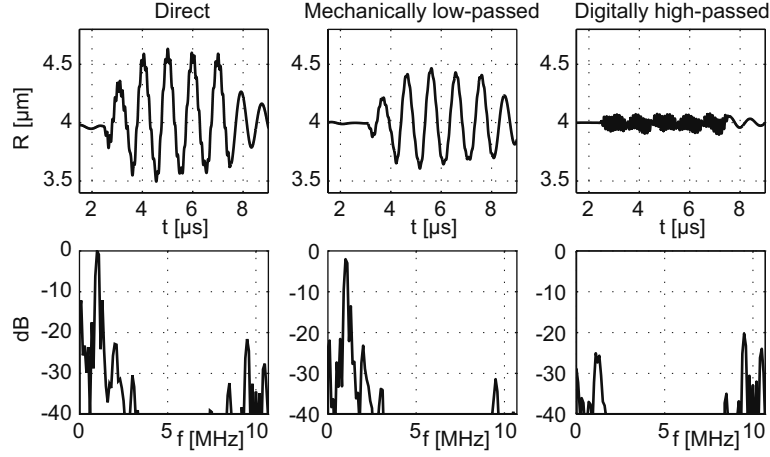 Direct Mechanically low-passed Digitally high-passed
R [µm]
4.5 4.5 4.5
4 4 4
3.5 3.5 3.5
2 4 6 8 2 4 6 8 2 4 6 8
t [µs] t [µs] t [µs]
dB
0 0 0
-10 -10 -10
-20 -20 -20
-30 -30 -30
-40 -40 -40
0 5 10 0 5 10 0 5 10
f [MHz] f [MHz] f [MHz]